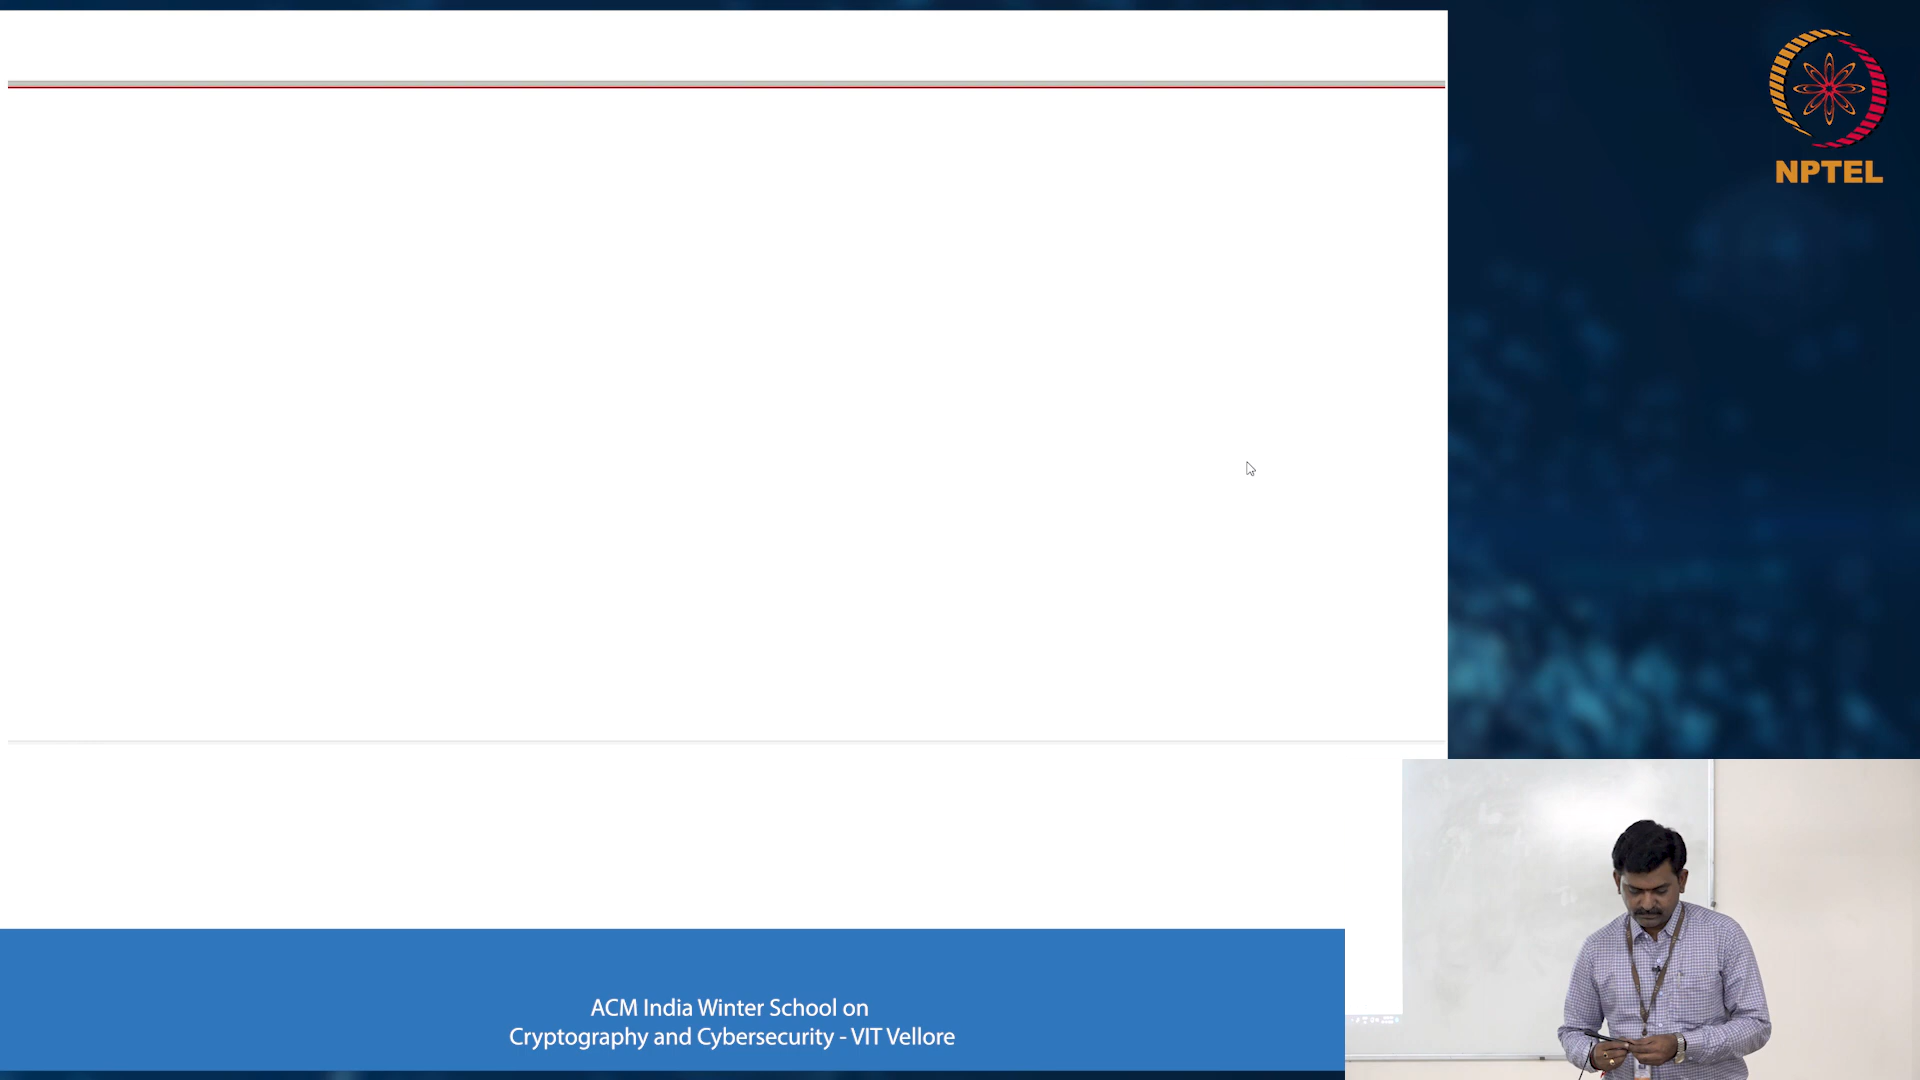 NPTEL
ACM India Winter School on
Cryptography and Cybersecurity - VIT Vellore